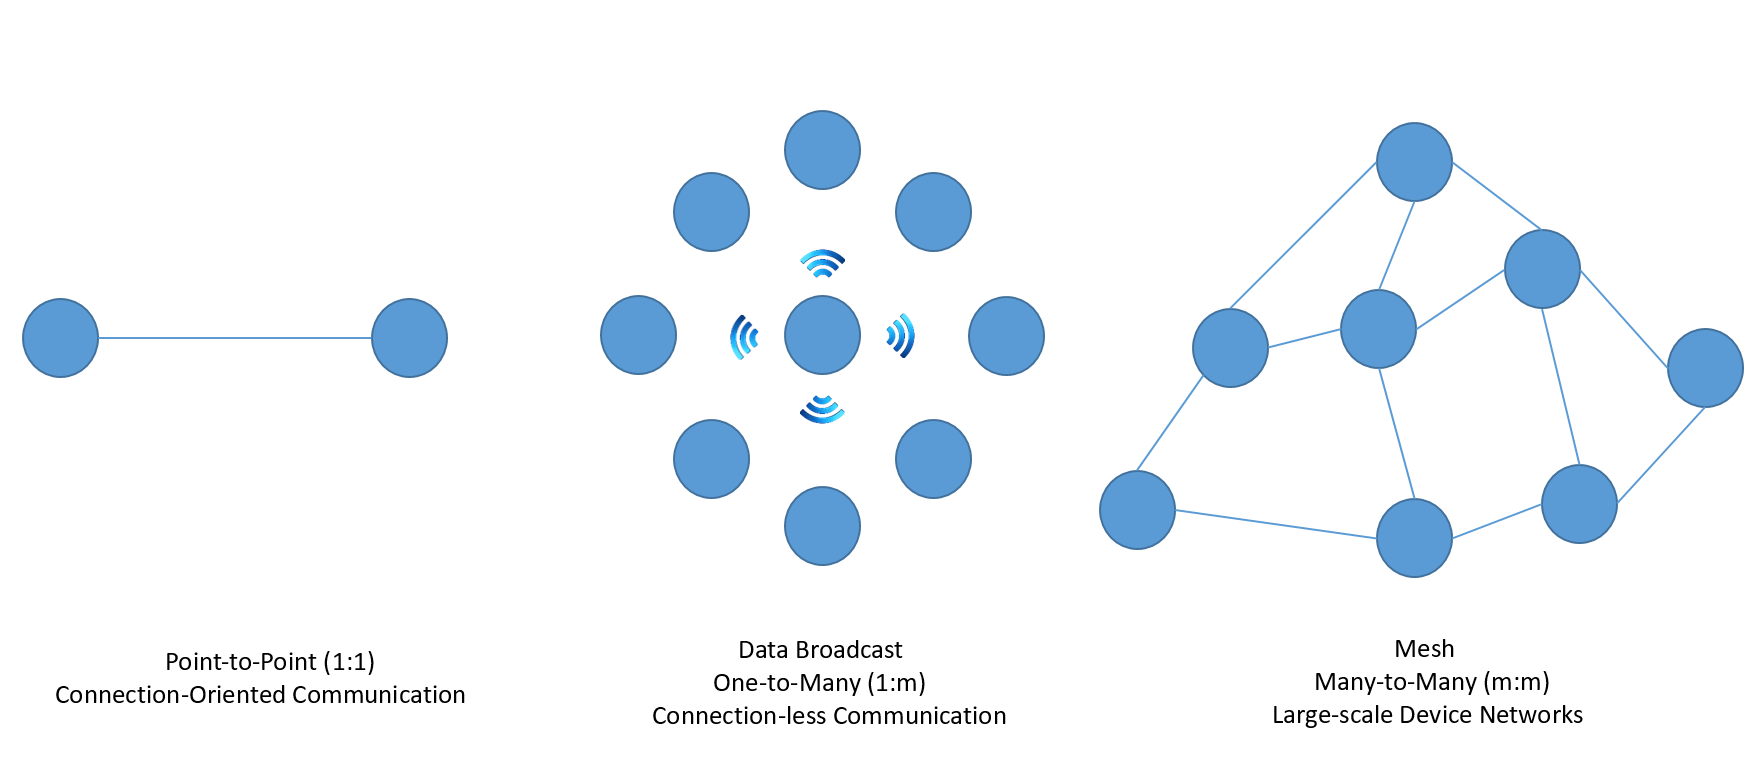 Point-to-Point (1:1)
Connection-Oriented Communication
Data Broadcast
One-to-Many (1:m)
Connection-less Communication
Mesh
Many-to-Many (m:m)
Large-scale Device Networks